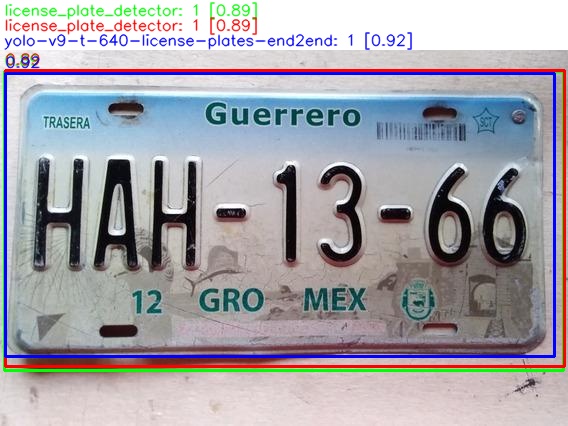 license_plate_detector: 1 [0.89]
license_plate_detector: 1 [0.89]
yolo-v9-t-640-license-plates-end2end: 1 [0.92]
0.92
Guerrero
TRASERA
SCT
HAH-13-66
12 GRO MEX